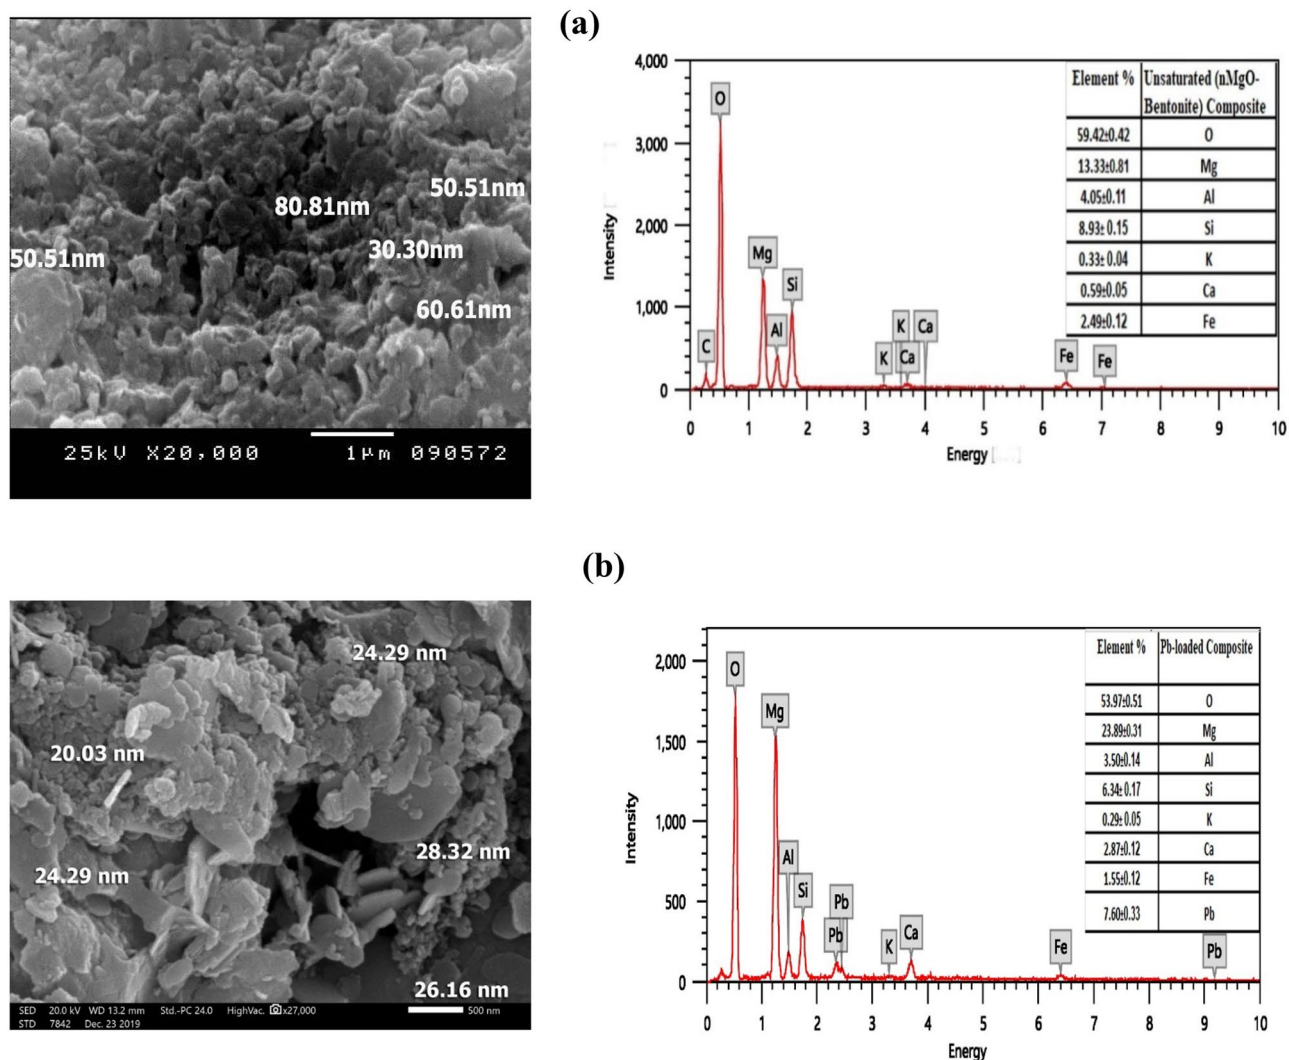 (a)
50.51nm
80.81nm
30.30nm
50.51nm
60.61nm
25kV X20,000 1µm 090572
4,000
3,000
2,000
1,000
0
Intensity
O
Mg
Si
Al
C
K
Ca
K
Ca
Fe
Fe
0 1 2 3 4 5 6 7 8 9 10
Energy
Element % Unsaturated (nMgO-
Bentonite) Composite
59.42±0.42 O
13.33±0.81 Mg
4.05±0.11 Al
8.93±0.15 Si
0.33±0.04 K
0.59±0.05 Ca
2.49±0.12 Fe
(b)
24.29 nm
20.03 nm
28.32 nm
24.29 nm
26.16 nm
SED 20.0 kV WD 13.2 mm Std.-PC 24.0 HighVac. x27,000 500 nm
STD 7842 Dec. 23 2019
2,000
1,500
1,000
500
0
Intensity
O
Mg
Al
Si
Pb
Pb
K
Ca
Fe
Pb
0 1 2 3 4 5 6 7 8 9 10
Energy
Element % Pb-loaded Composite
53.97±0.51 O
23.89±0.31 Mg
3.50±0.14 Al
6.34±0.17 Si
0.29±0.05 K
2.87±0.12 Ca
1.55±0.12 Fe
7.60±0.33 Pb